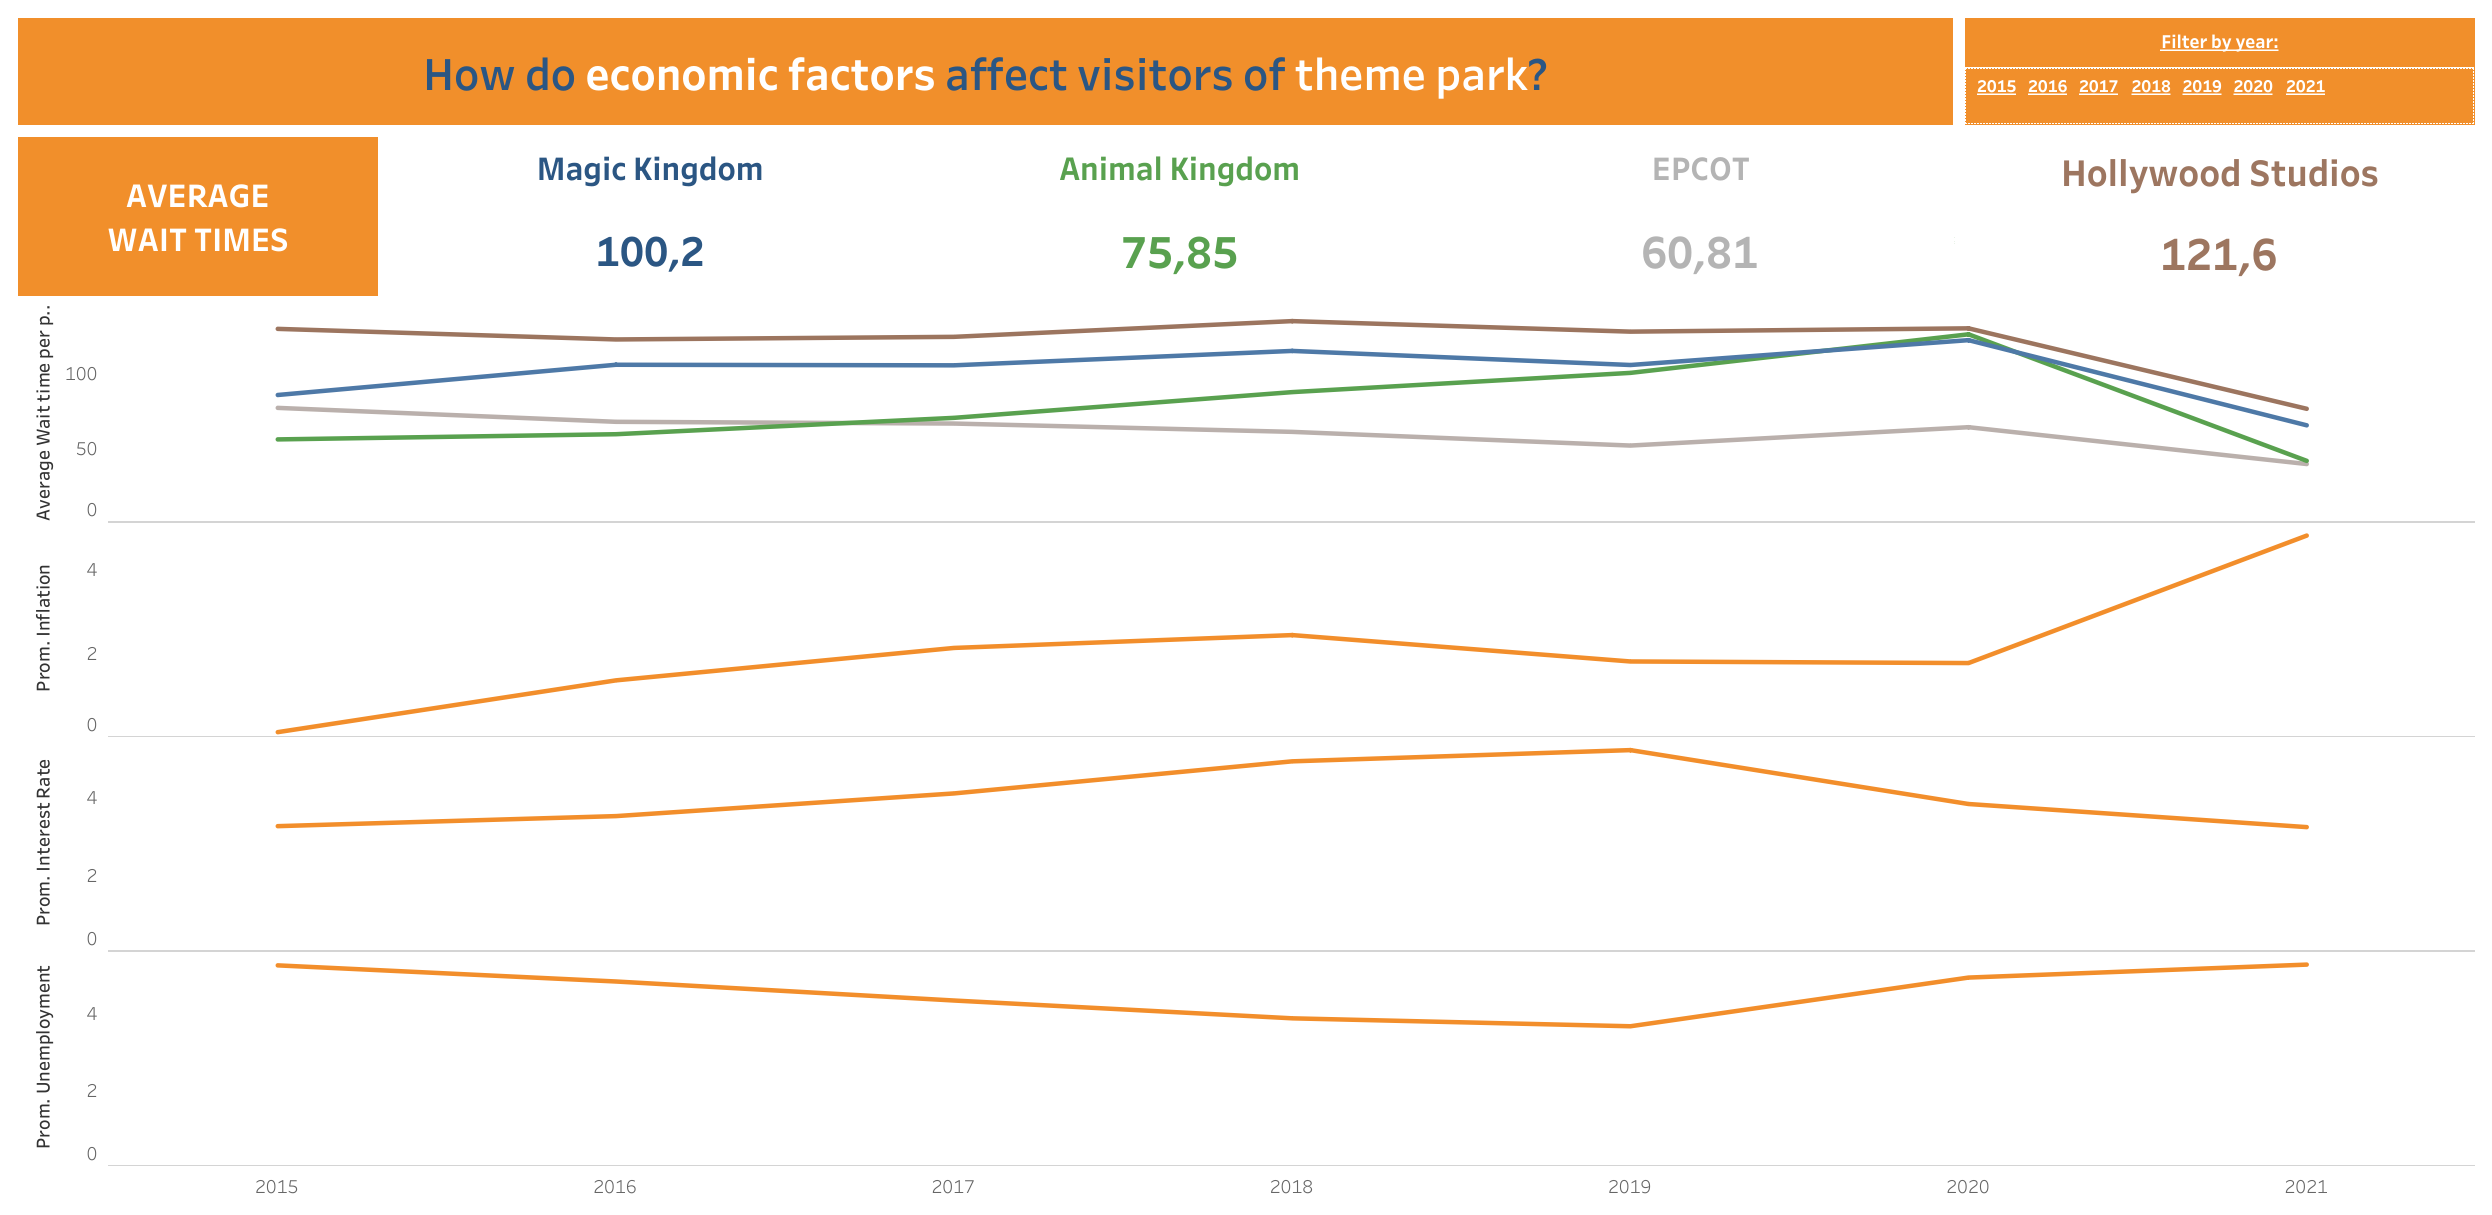 How do economic factors affect visitors of theme park?
Filter by year:
2015 2016 2017 2018 2019 2020 2021
AVERAGE
WAIT TIMES
Magic Kingdom
100,2
Animal Kingdom
75,85
EPCOT
60,81
Hollywood Studios
121,6
Average Wait time per p..
100
50
0
Prom. Inflation
4
2
0
Prom. Interest Rate
4
2
0
Prom. Unemployment
4
2
0
2015 2016 2017 2018 2019 2020 2021